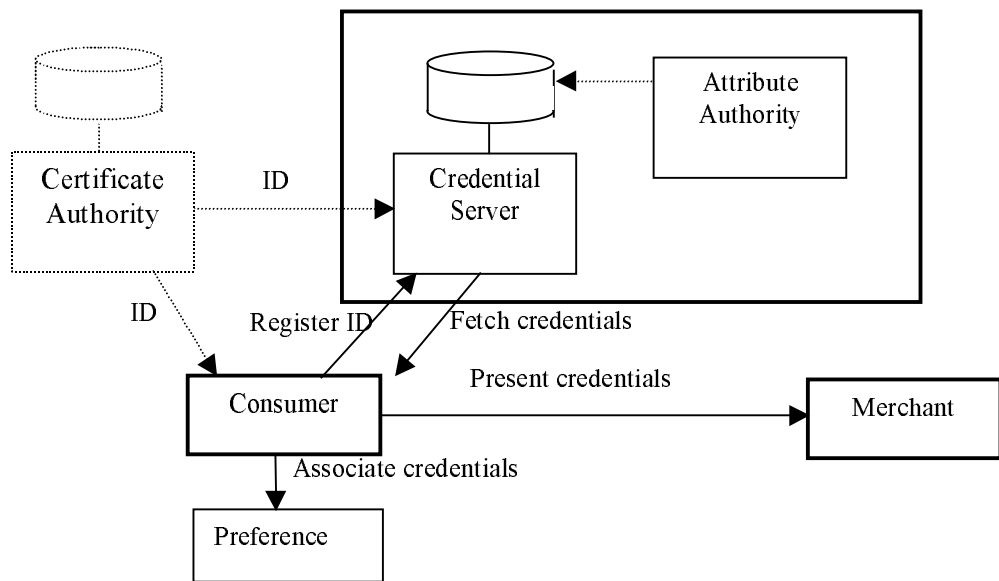 Attribute
Authority
Certificate
Authority
ID
Credential
Server
ID
Register ID
Fetch credentials
Present credentials
Consumer
Merchant
Associate credentials
Preference